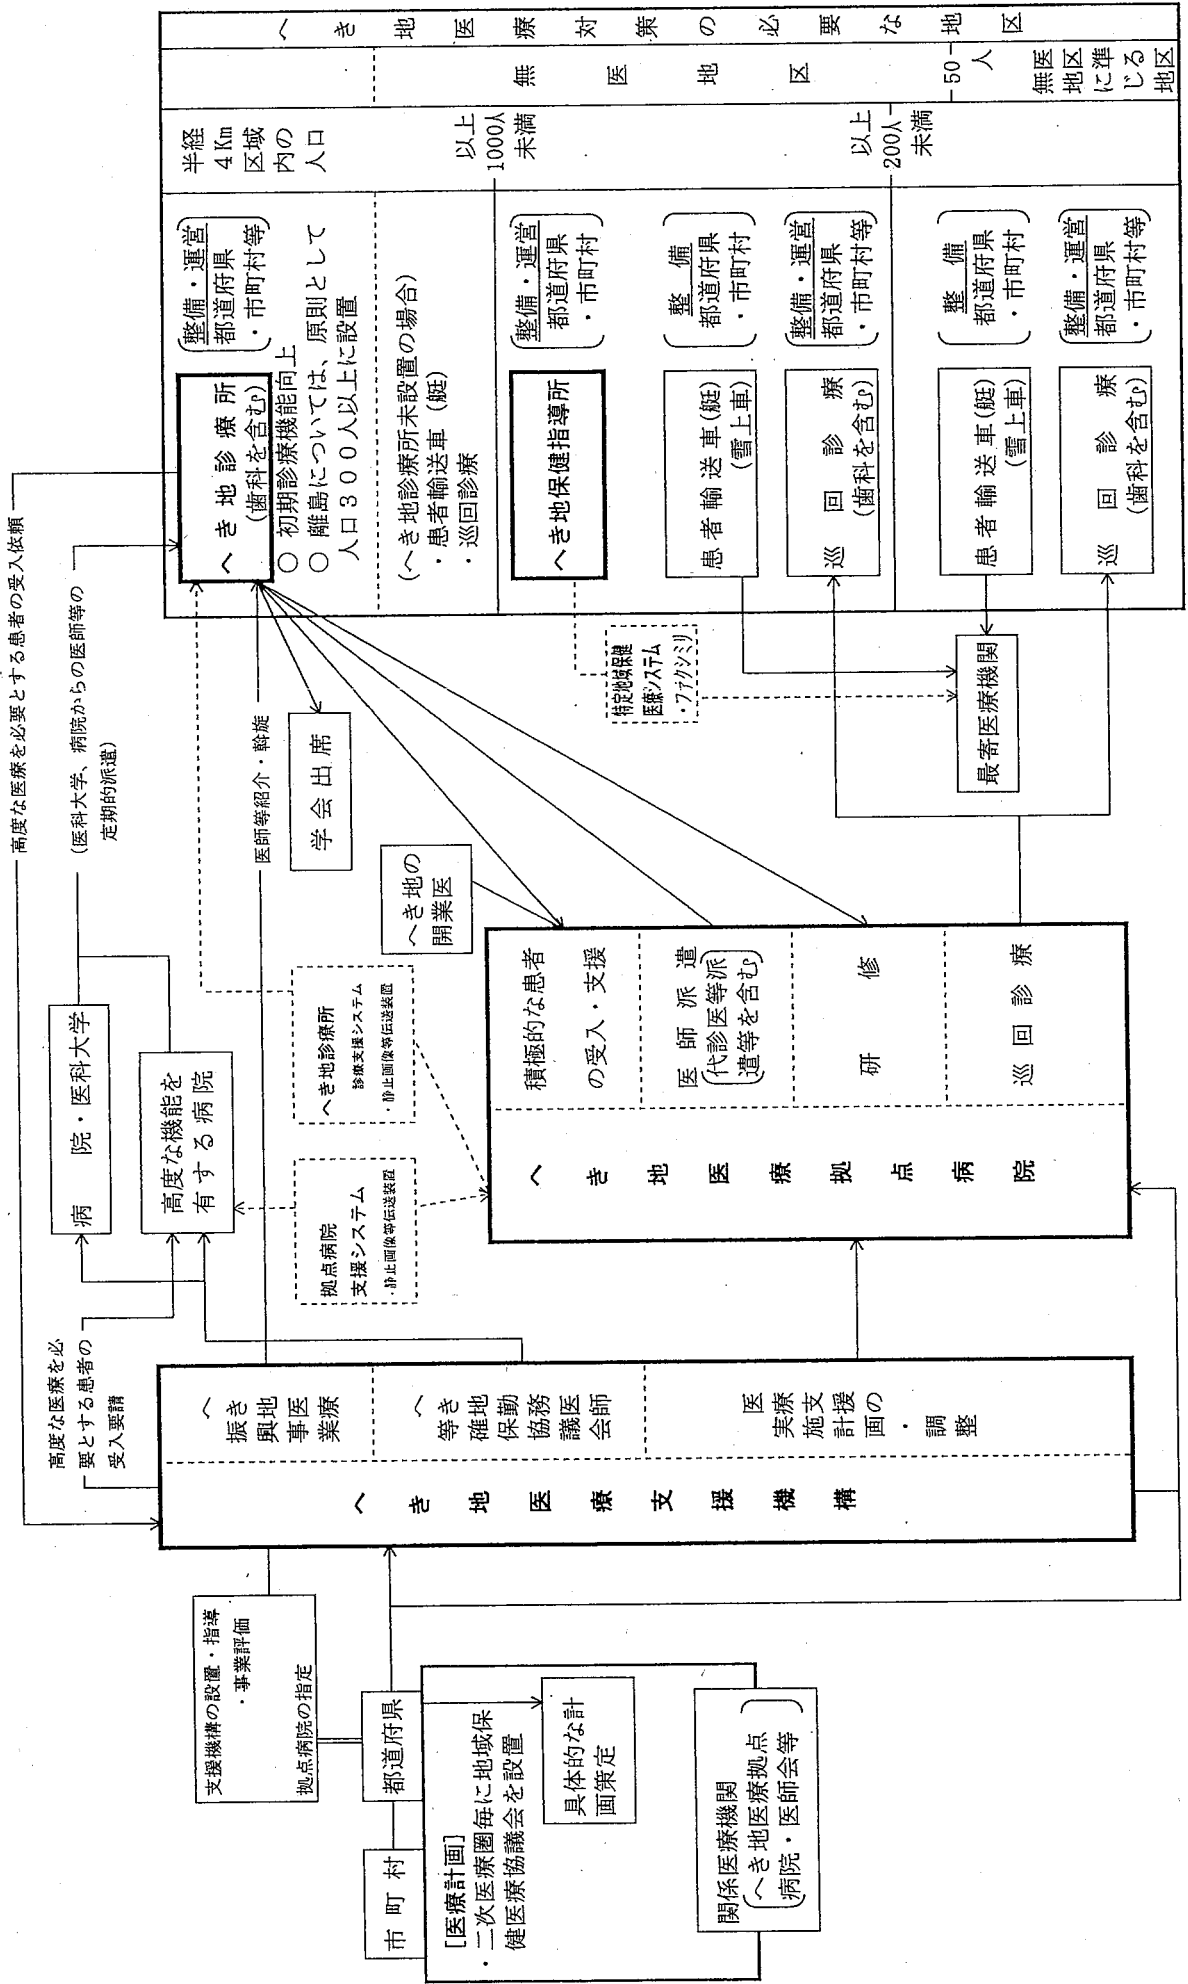 高度な医療を必要とする患者の受入依頼
高度な医療を必
要とする患者の
受入要請
支援機構の設置・指導
・事業評価
拠点病院の指定
市町村
都道府県
[医療計画]
・二次医療圏毎に地域保
健医療協議会を設置
具体的な計
画策定
関係医療機関
(へき地医療拠点
病院・医師会等)
へき地医療支援機構
へき地医療
振興事業
へき地勤務医師
等確保協議会
医療支援の
実施計画・調整
病院・医科大学
高度な機能を
有する病院
(医科大学、病院からの医師等の
定期的派遣)
拠点病院
支援システム
・静止画像等伝送装置
へき地診療所
診療支援システム
・静止画像等伝送装置
医師等紹介・斡旋
学会出席
へき地の
開業医
へき地医療拠点病院
積極的な患者
の受入・支援
医師派遣
(代診医等派
遣等を含む)
研修
巡回診療
特定地域保健
医療システム
・ファクシミリ
最寄医療機関
へき地診療所
(歯科を含む)
(整備・運営
都道府県
・市町村等)
○ 初期診療機能向上
○ 離島については、原則として
人口300人以上に設置
(へき地診療所未設置の場合)
・患者輸送車(艇)
・巡回診療
へき地保健指導所
(整備・運営
都道府県
・市町村)
患者輸送車(艇)
(雪上車)
(整備
都道府県
・市町村)
巡回診療
(歯科を含む)
(整備・運営
都道府県
・市町村等)
患者輸送車(艇)
(雪上車)
(整備
都道府県
・市町村)
巡回診療
(歯科を含む)
(整備・運営
都道府県
・市町村等)
半経
4Km
区域
内の
人口
以上
1000人
未満
以上
200人
未満
無医地区
50
人
無医
地区
に準
じる
地区
へき地医療対策の必要な地区